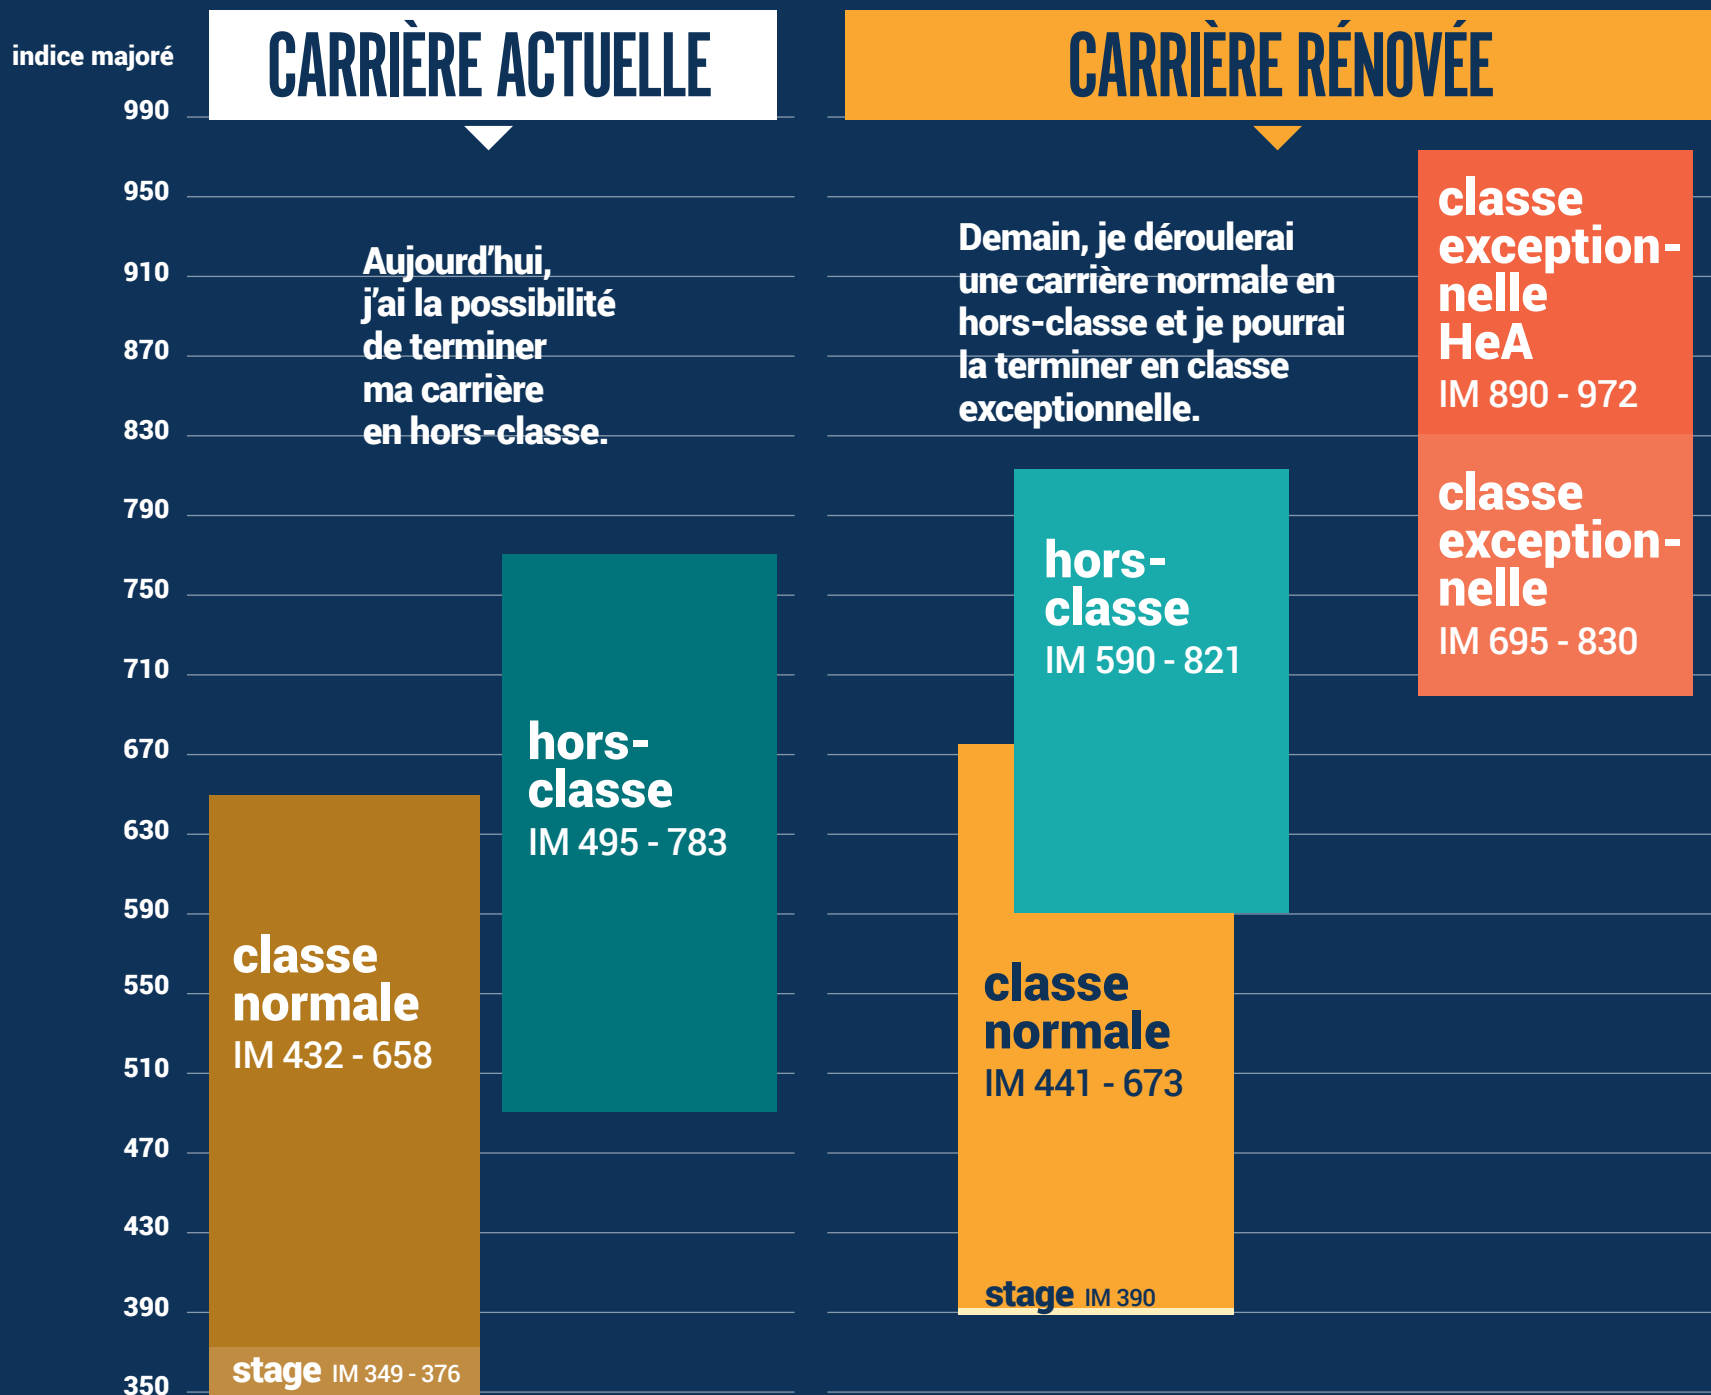 indice majoré
CARRIÈRE ACTUELLE
CARRIÈRE RÉNOVÉE
990
950
910
870
830
790
750
710
670
630
590
550
510
470
430
390
350
Aujourd'hui,
j'ai la possibilité
de terminer
ma carrière
en hors-classe.
classe
normale
IM 432 - 658
stage IM 349 - 376
hors-
classe
IM 495 - 783
Demain, je déroulerai
une carrière normale en
hors-classe et je pourrai
la terminer en classe
exceptionnelle.
classe
normale
IM 441 - 673
stage IM 390
hors-
classe
IM 590 - 821
classe
exception-
nelle
HeA
IM 890 - 972
classe
exception-
nelle
IM 695 - 830